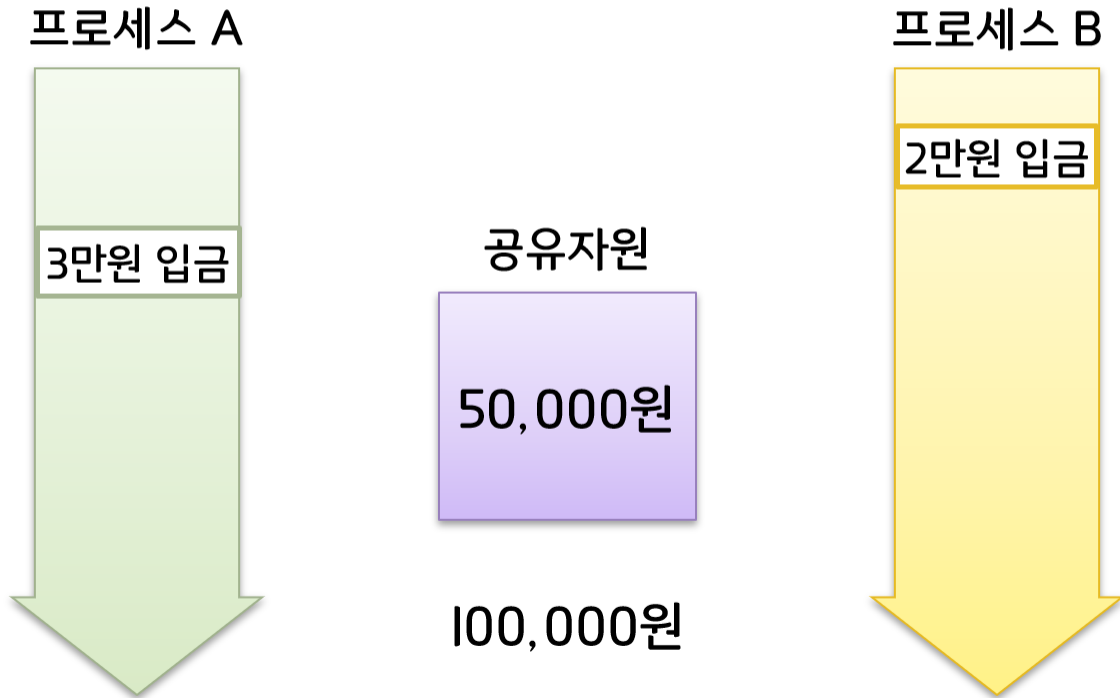 프로세스 A
프로세스 B
2만원 입금
3만원 입금
공유자원
50,000원
100,000원